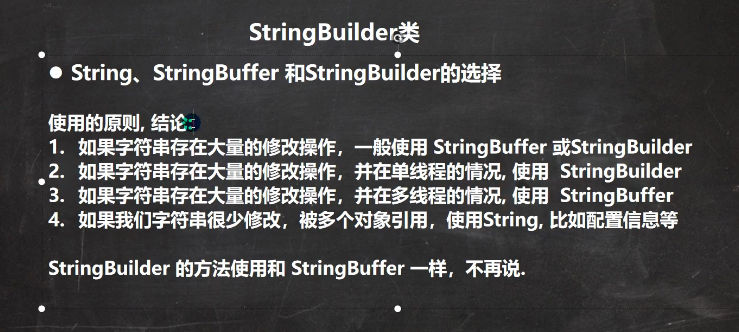 StringBuilder类
● String、StringBuffer 和StringBuilder的选择
使用的原则, 结论
1. 如果字符串存在大量的修改操作，一般使用 StringBuffer 或StringBuilder
2. 如果字符串存在大量的修改操作，并在单线程的情况, 使用 StringBuilder
3. 如果字符串存在大量的修改操作，并在多线程的情况, 使用 StringBuffer
4. 如果我们字符串很少修改，被多个对象引用，使用String, 比如配置信息等
StringBuilder 的方法使用和 StringBuffer 一样，不再说.